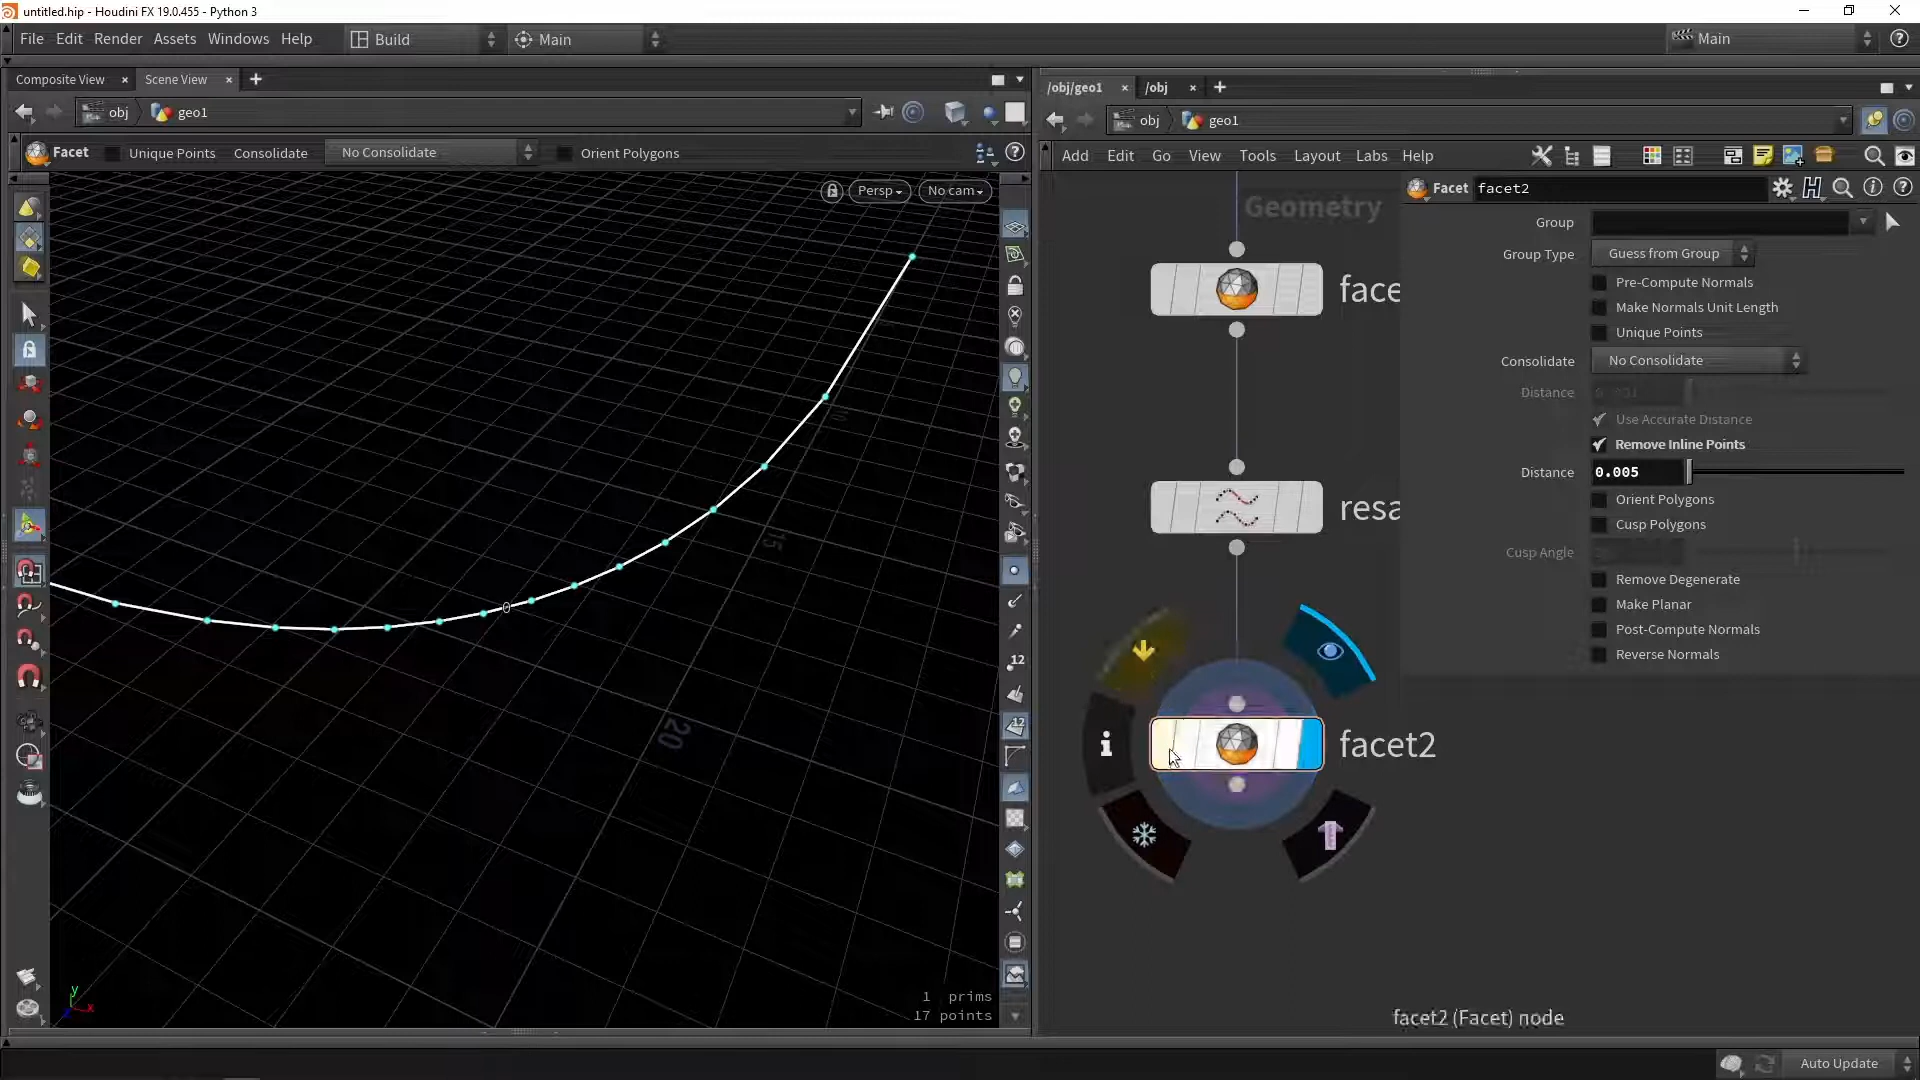 untitled.hip - Houdini FX 19.0.455 - Python 3
File Edit Render Assets Windows Help Build Main Main
Composite View × Scene View × +
obj geo1
Facet Unique Points Consolidate No Consolidate Orient Polygons
Persp No cam
15
20
0
12
12
1 prims
17 points
y
x
/obj/geo1 × /obj × +
obj geo1
Add Edit Go View Tools Layout Labs Help
Geometry
face
resa
facet2
Facet facet2
Group
Group Type Guess from Group
Pre-Compute Normals
Make Normals Unit Length
Unique Points
Consolidate No Consolidate
Distance
Use Accurate Distance
Remove Inline Points
Distance 0.005
Orient Polygons
Cusp Polygons
Cusp Angle
Remove Degenerate
Make Planar
Post-Compute Normals
Reverse Normals
facet2 (Facet) node
Auto Update